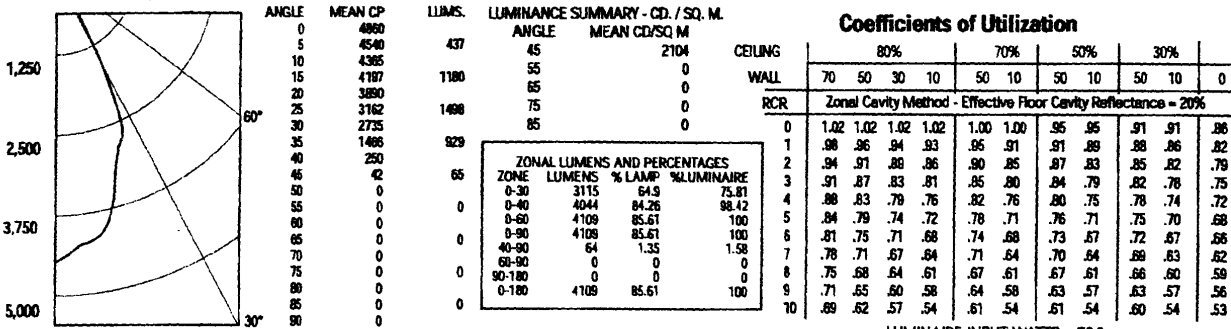 1,250
2,500
3,750
5,000
60°
30°
ANGLE MEAN CP LUMS.
0 4860
5 4540 437
10 4365
15 4197 1180
20 3890
25 3162 1498
30 2735
35 1466 929
40 250
45 42 65
50 0
55 0 0
60 0
65 0 0
70 0
75 0 0
80 0
85 0 0
90 0
LUMINANCE SUMMARY - CD. / SQ. M.
ANGLE MEAN CD/SQ M
45 2104
55 0
65 0
75 0
85 0
ZONAL LUMENS AND PERCENTAGES
ZONE LUMENS % LAMP %LUMINAIRE
0-30 3115 64.9 75.81
0-40 4044 84.26 98.42
0-60 4109 85.61 100
0-90 4109 85.61 100
40-90 64 1.35 1.58
60-90 0 0 0
90-180 0 0 0
0-180 4109 85.61 100
Coefficients of Utilization
CEILING 80% 70% 50% 30%
WALL 70 50 30 10 50 10 50 10 50 10 0
RCR Zonal Cavity Method - Effective Floor Cavity Reflectance = 20%
0 1.02 1.02 1.02 1.02 1.00 1.00 .95 .95 .91 .91 .86
1 .98 .96 .94 .93 .95 .91 .91 .89 .88 .86 .82
2 .94 .91 .89 .86 .90 .85 .87 .83 .85 .82 .79
3 .91 .87 .83 .81 .85 .80 .84 .79 .82 .78 .75
4 .88 .83 .79 .76 .82 .76 .80 .75 .78 .74 .72
5 .84 .79 .74 .72 .78 .71 .76 .71 .75 .70 .68
6 .81 .75 .71 .68 .74 .68 .73 .67 .72 .67 .66
7 .78 .71 .67 .64 .71 .64 .70 .64 .69 .63 .62
8 .75 .68 .64 .61 .67 .61 .67 .61 .66 .60 .59
9 .71 .65 .60 .58 .64 .58 .63 .57 .63 .57 .56
10 .69 .62 .57 .54 .61 .54 .61 .54 .60 .54 .53
LUMINAIRE INPUT WATTS